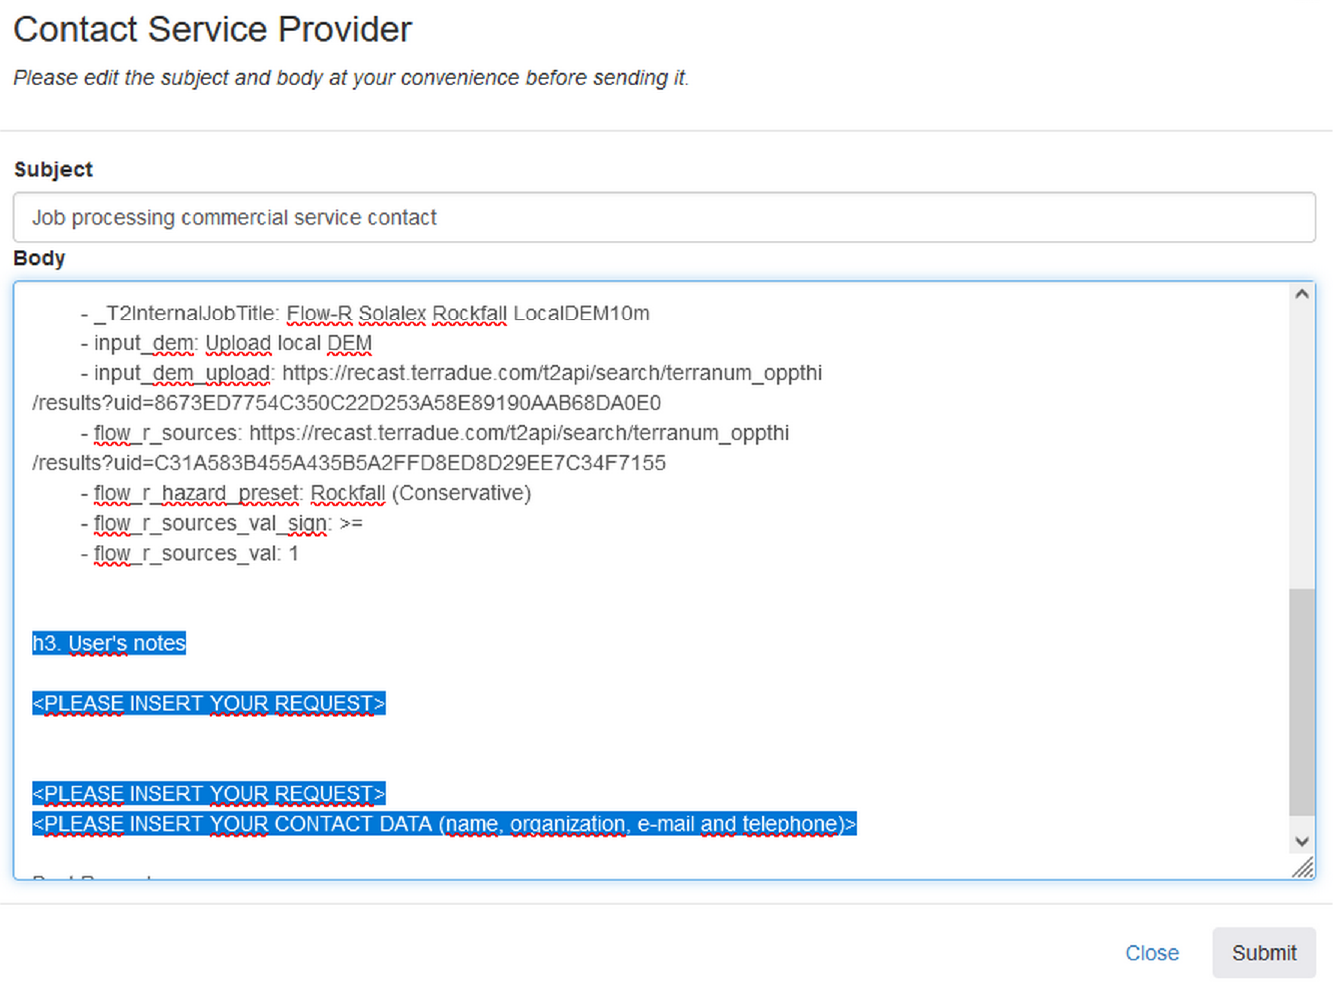 Contact Service Provider
Please edit the subject and body at your convenience before sending it.
Subject
Job processing commercial service contact
Body
- _T2InternalJobTitle: Flow-R Solalex Rockfall LocalDEM10m
- input_dem: Upload local DEM
- input_dem_upload: https://recast.terradue.com/t2api/search/terranum_oppthi
/results?uid=8673ED7754C350C22D253A58E89190AAB68DA0E0
- flow_r_sources: https://recast.terradue.com/t2api/search/terranum_oppthi
/results?uid=C31A583B455A435B5A2FFD8ED8D29EE7C34F7155
- flow_r_hazard_preset: Rockfall (Conservative)
- flow_r_sources_val_sign: >=
- flow_r_sources_val: 1
h3. User's notes
<PLEASE INSERT YOUR REQUEST>
<PLEASE INSERT YOUR REQUEST>
<PLEASE INSERT YOUR CONTACT DATA (name, organization, e-mail and telephone)>
Close
Submit